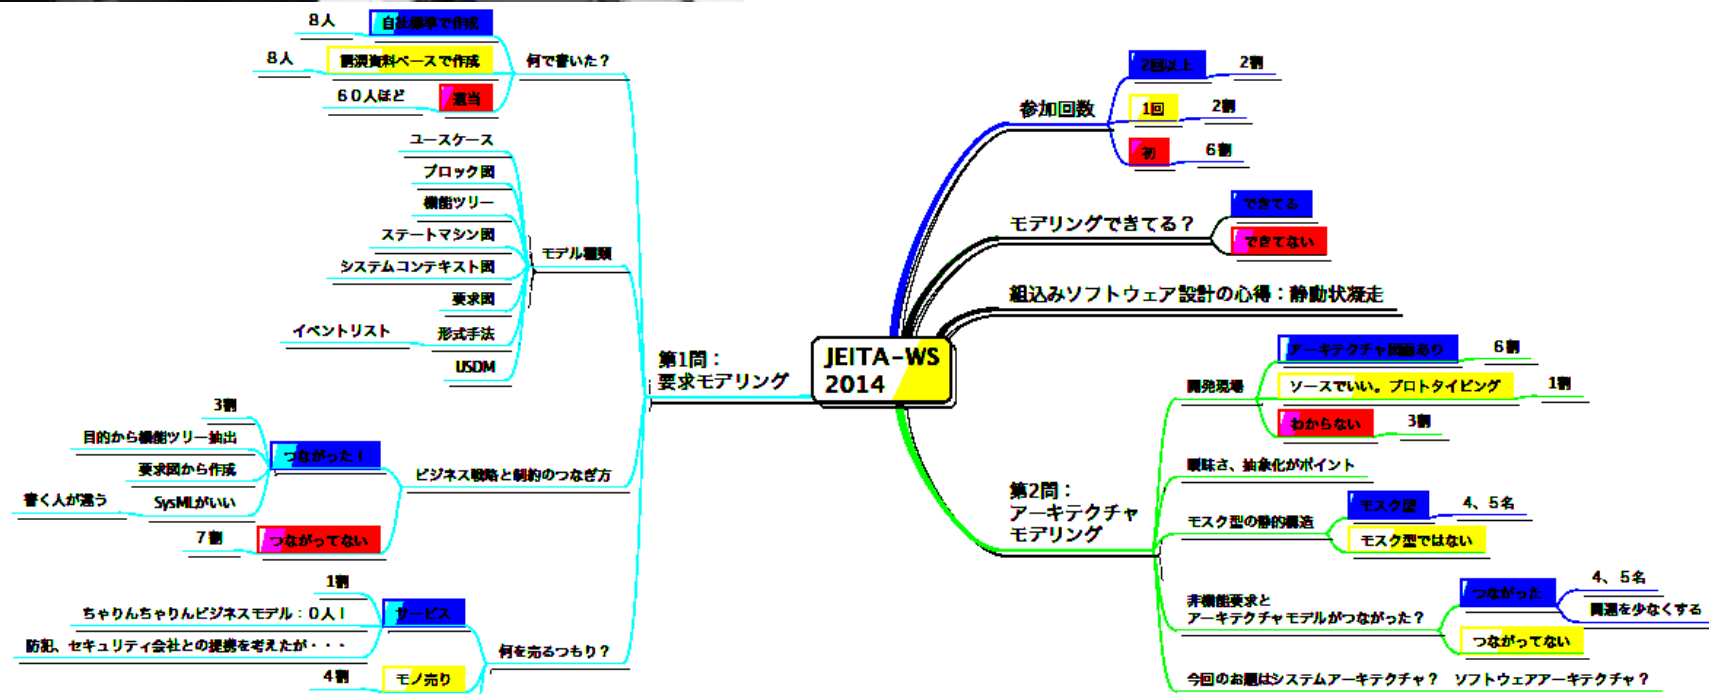 JEITA-WS
2014
参加回数
2回以上
2割
1回
2割
初
6割
モデリングできてる？
できてる
できてない
組込みソフトウェア設計の心得：静動状凝走
第1問：
要求モデリング
何で書いた？
自社標準で作成
8人
講演資料ベースで作成
8人
適当
60人ほど
モデル種類
ユースケース
ブロック図
機能ツリー
ステートマシン図
システムコンテキスト図
要求図
形式手法
イベントリスト
USDM
ビジネス戦略と制約のつなぎ方
つながった！
3割
目的から機能ツリー抽出
要求図から作成
SysMLがいい
書く人が違う
つながってない
7割
何を売るつもり？
サービス
1割
ちゃりんちゃりんビジネスモデル：0人！
防犯、セキュリティ会社との提携を考えたが・・・
モノ売り
4割
第2問：
アーキテクチャ
モデリング
開発現場
アーキテクチャ図面あり
6割
ソースでいい。プロトタイピング
1割
わからない
3割
曖昧さ、抽象化がポイント
モスク型の静的構造
モスク型
4、5名
モスク型ではない
非機能要求と
アーキテクチャモデルがつながった？
つながった
4、5名
関連を少なくする
つながってない
今回のお題はシステムアーキテクチャ？　ソフトウェアアーキテクチャ？